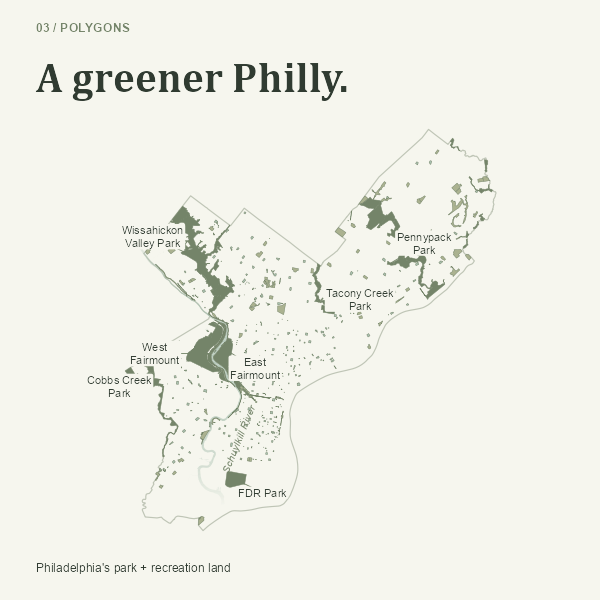 03 / POLYGONS
A greener Philly.
Wissahickon
Valley Park
Pennypack
Park
Tacony Creek
Park
West
Fairmount
East
Fairmount
Cobbs Creek
Park
Schuylkill River
FDR Park
Philadelphia's park + recreation land